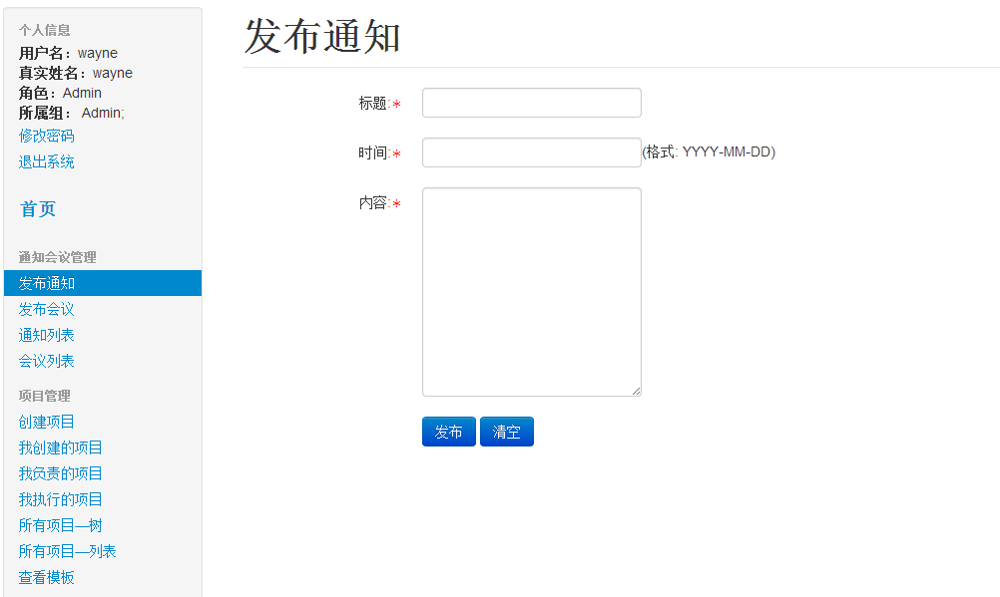 个人信息
用户名：wayne
真实姓名：wayne
角色：Admin
所属组： Admin;
修改密码
退出系统
首页
通知会议管理
发布通知
发布会议
通知列表
会议列表
项目管理
创建项目
我创建的项目
我负责的项目
我执行的项目
所有项目—树
所有项目—列表
查看模板
发布通知
标题:*
时间:* (格式: YYYY-MM-DD)
内容:*
发布 清空